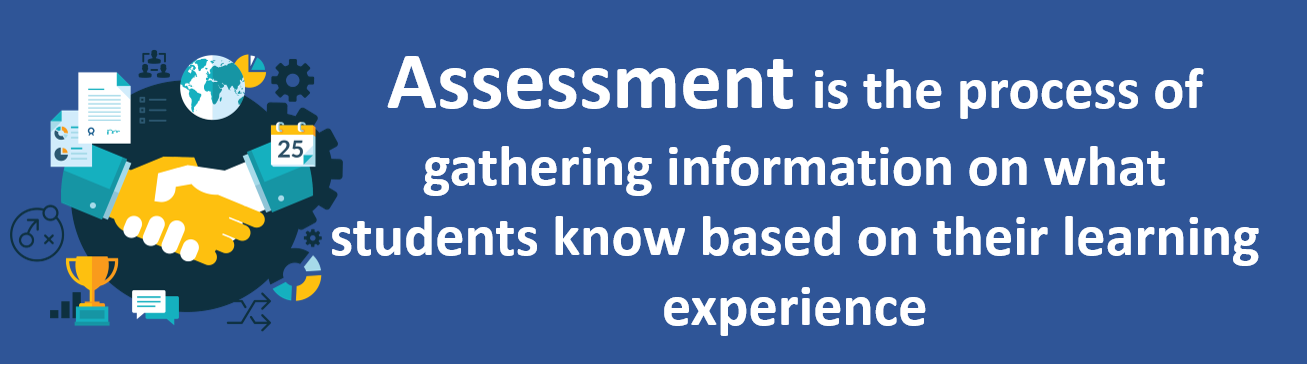 Assessment is the process of
gathering information on what
students know based on their learning
experience
25